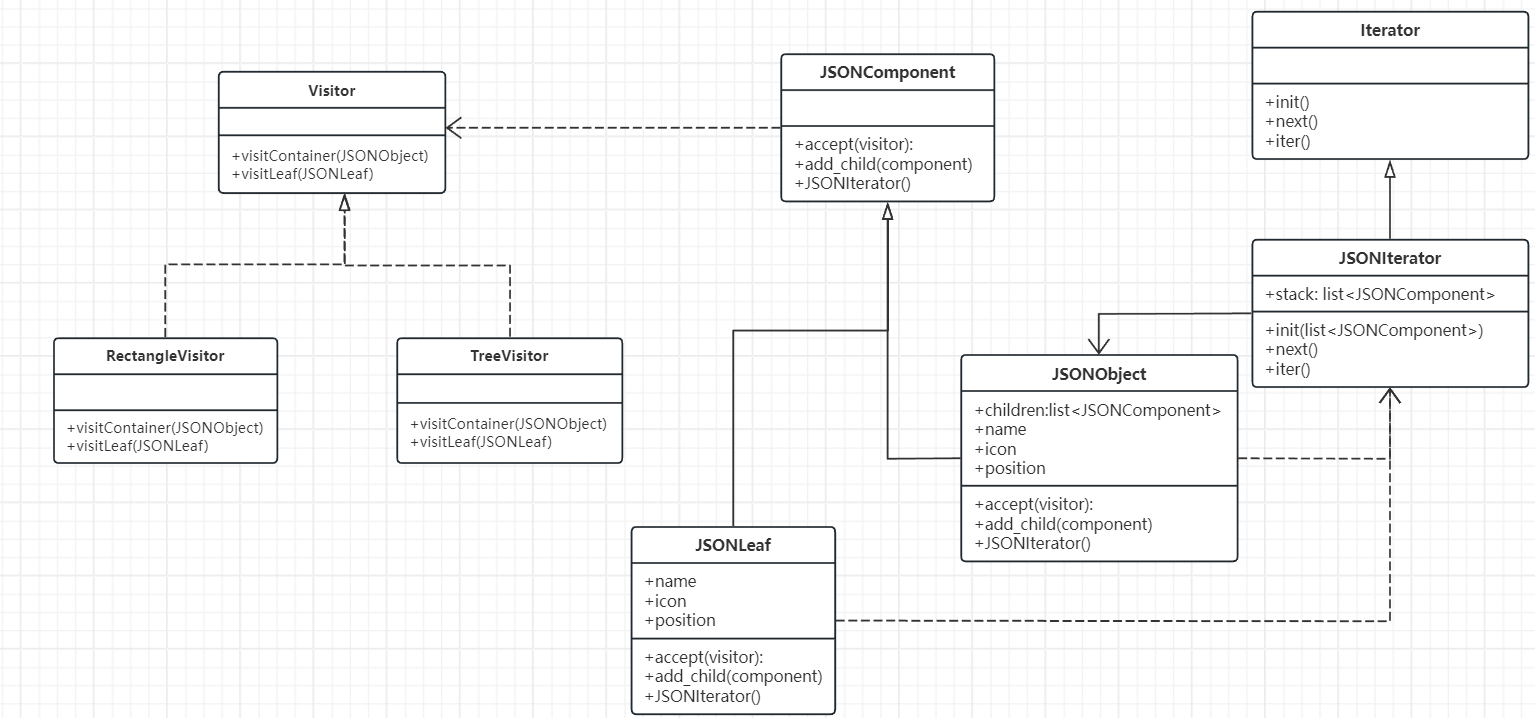 Visitor
+visitContainer(JSONObject)
+visitLeaf(JSONLeaf)
JSONComponent
+accept(visitor):
+add_child(component)
+JSONIterator()
Iterator
+init()
+next()
+iter()
JSONIterator
+stack: list<JSONComponent>
+init(list<JSONComponent>)
+next()
+iter()
RectangleVisitor
+visitContainer(JSONObject)
+visitLeaf(JSONLeaf)
TreeVisitor
+visitContainer(JSONObject)
+visitLeaf(JSONLeaf)
JSONObject
+children:list<JSONComponent>
+name
+icon
+position
+accept(visitor):
+add_child(component)
+JSONIterator()
JSONLeaf
+name
+icon
+position
+accept(visitor):
+add_child(component)
+JSONIterator()